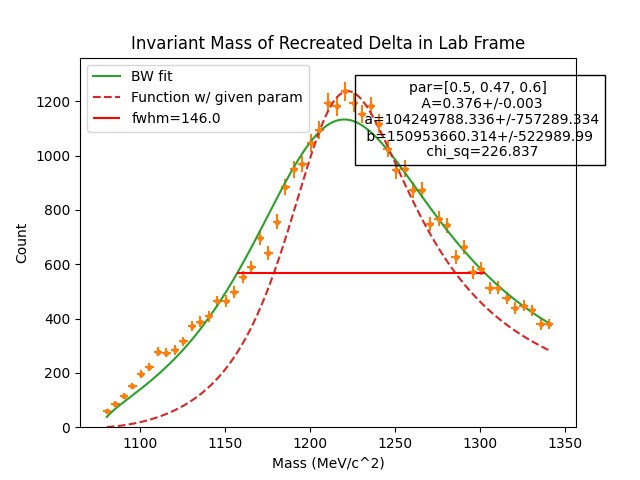 Invariant Mass of Recreated Delta in Lab Frame
BW fit
Function w/ given param
fwhm=146.0
par=[0.5, 0.47, 0.6]
A=0.376+/-0.003
a=104249788.336+/-757289.334
b=150953660.314+/-522989.99
chi_sq=226.837
Count
1200
1000
800
600
400
200
0
1100
1150
1200
1250
1300
1350
Mass (MeV/c^2)